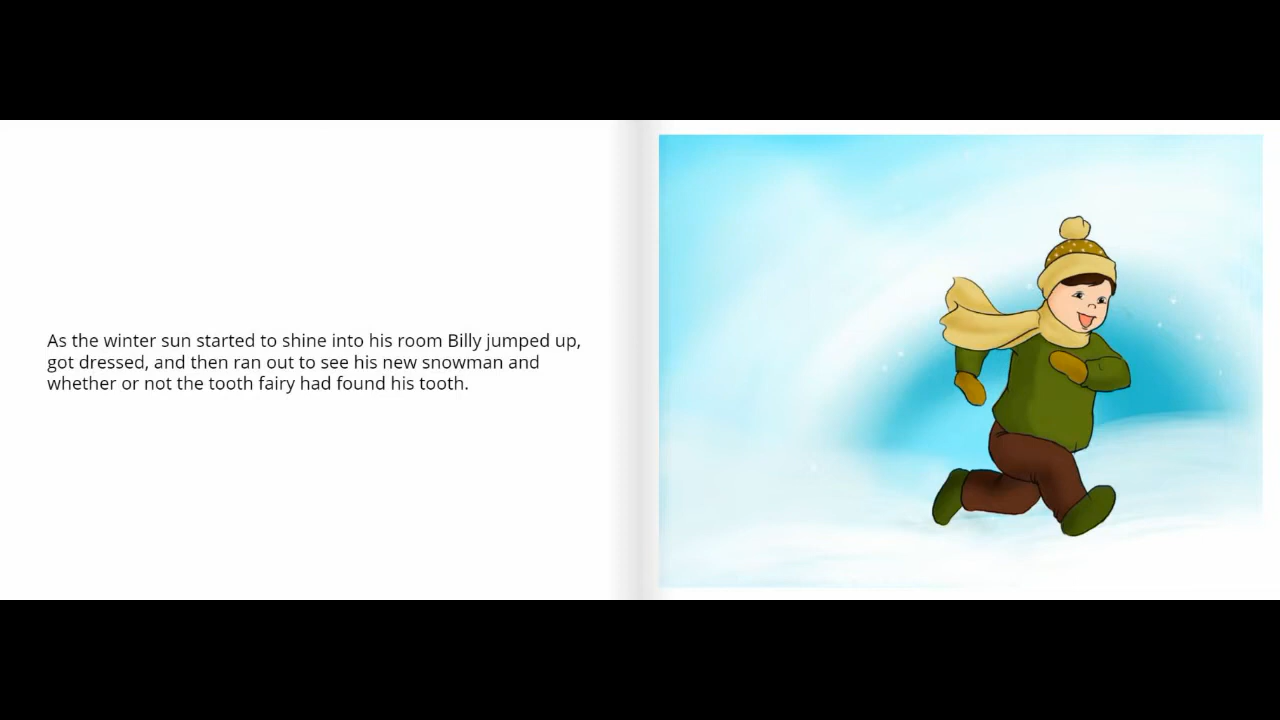 As the winter sun started to shine into his room Billy jumped up,
got dressed, and then ran out to see his new snowman and
whether or not the tooth fairy had found his tooth.